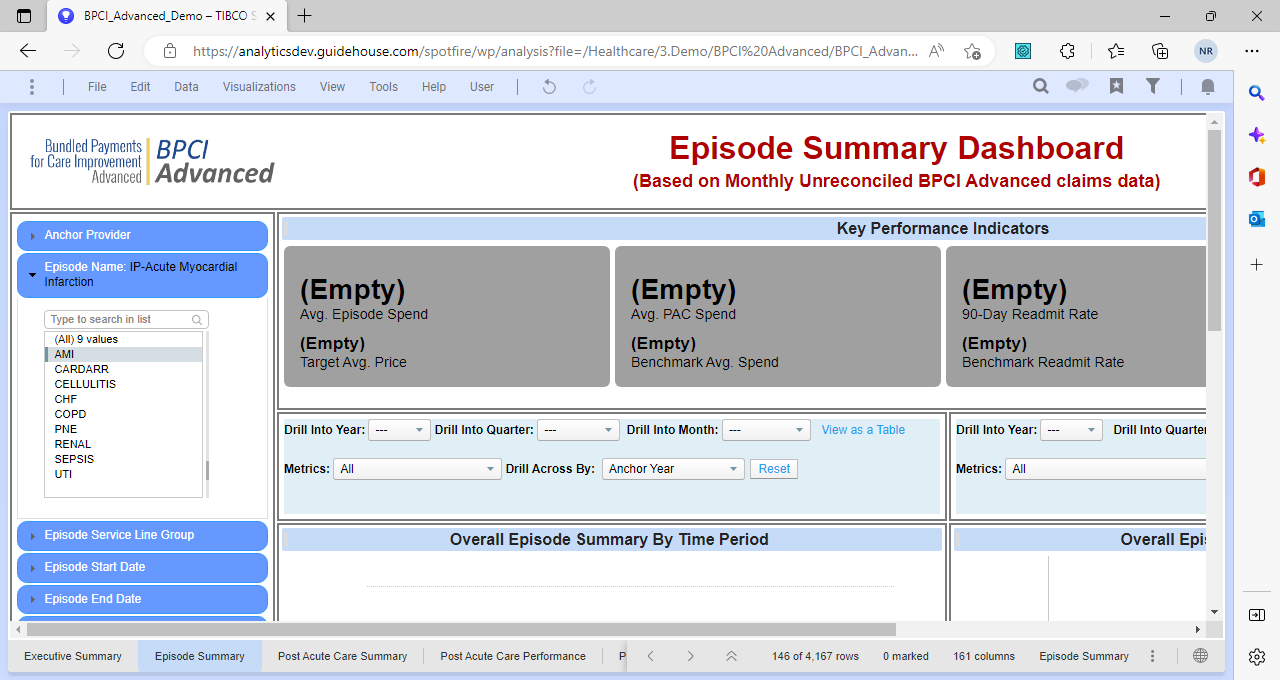 BPCI_Advanced_Demo – TIBCO S
https://analyticsdev.guidehouse.com/spotfire/wp/analysis?file=/Healthcare/3.Demo/BPCI%20Advanced/BPCI_Advan...
NR
File Edit Data Visualizations View Tools Help User
Bundled Payments
for Care Improvement
Advanced
BPCI
Advanced
Episode Summary Dashboard
(Based on Monthly Unreconciled BPCI Advanced claims data)
Anchor Provider
Episode Name: IP-Acute Myocardial
Infarction
Type to search in list
(All) 9 values
AMI
CARDARR
CELLULITIS
CHF
COPD
PNE
RENAL
SEPSIS
UTI
Episode Service Line Group
Episode Start Date
Episode End Date
Key Performance Indicators
(Empty)
Avg. Episode Spend
(Empty)
Target Avg. Price
(Empty)
Avg. PAC Spend
(Empty)
Benchmark Avg. Spend
(Empty)
90-Day Readmit Rate
(Empty)
Benchmark Readmit Rate
Drill Into Year: --- Drill Into Quarter: --- Drill Into Month: --- View as a Table
Metrics: All Drill Across By: Anchor Year Reset
Drill Into Year: --- Drill Into Quarter
Metrics: All
Overall Episode Summary By Time Period
Overall Epi
Executive Summary Episode Summary Post Acute Care Summary Post Acute Care Performance P
146 of 4,167 rows 0 marked 161 columns Episode Summary